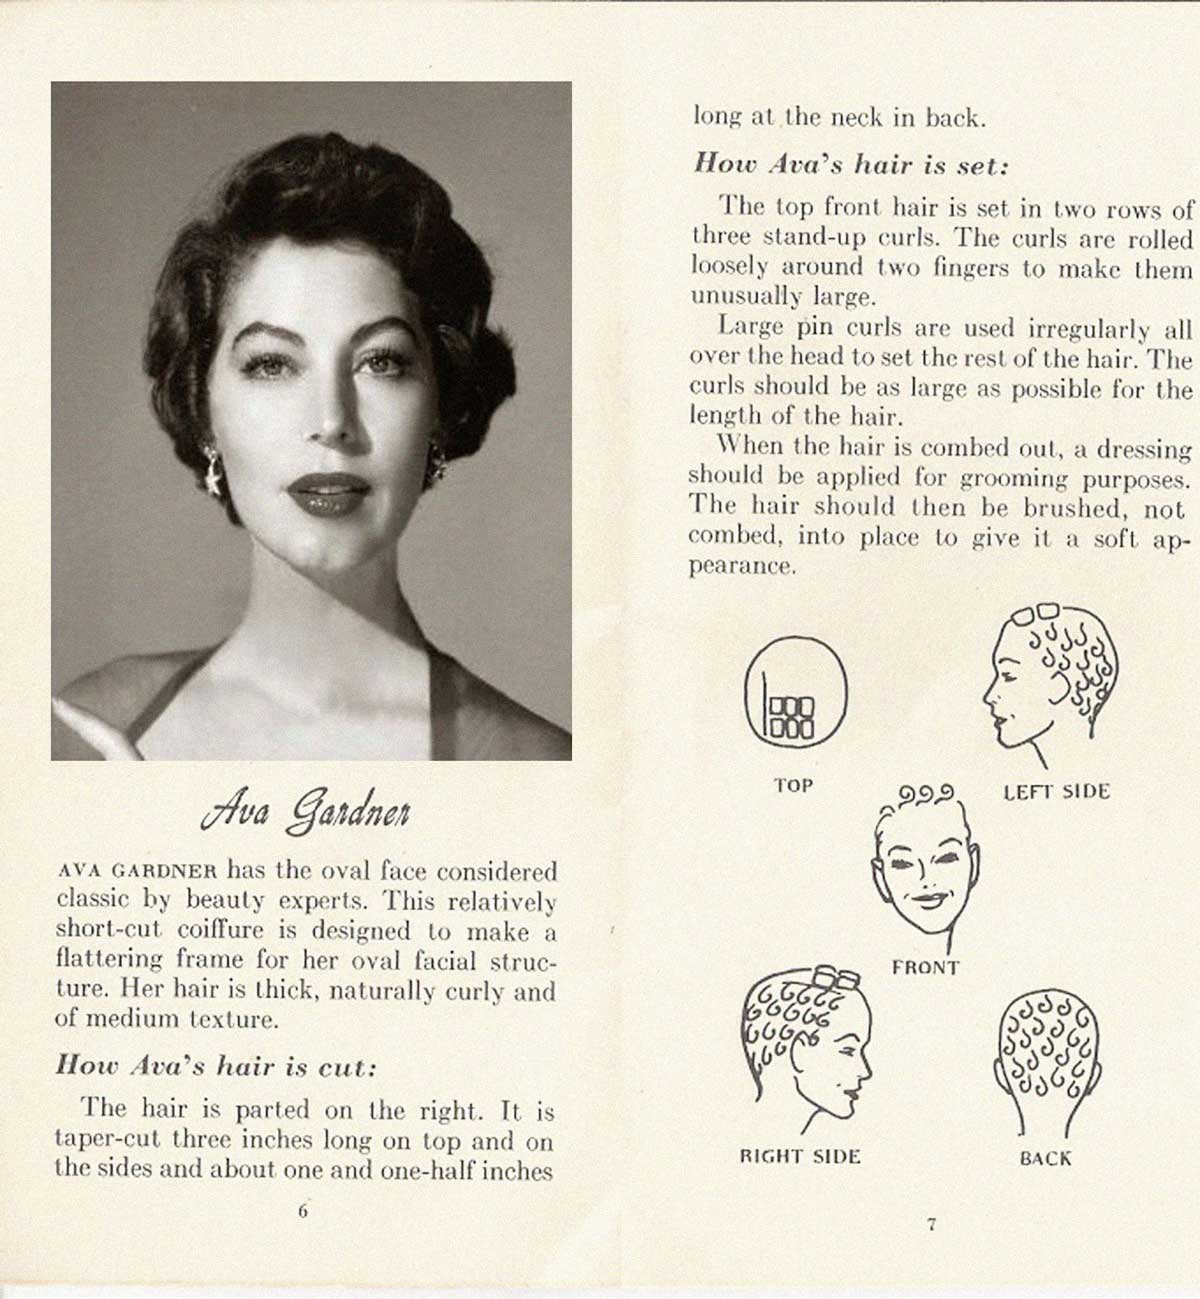 Ava Gardner
AVA GARDNER has the oval face considered
classic by beauty experts. This relatively
short-cut coiffure is designed to make a
flattering frame for her oval facial struc-
ture. Her hair is thick, naturally curly and
of medium texture.
How Ava's hair is cut:
The hair is parted on the right. It is
taper-cut three inches long on top and on
the sides and about one and one-half inches
6
long at the neck in back.
How Ava's hair is set:
The top front hair is set in two rows of
three stand-up curls. The curls are rolled
loosely around two fingers to make them
unusually large.
Large pin curls are used irregularly all
over the head to set the rest of the hair. The
curls should be as large as possible for the
length of the hair.
When the hair is combed out, a dressing
should be applied for grooming purposes.
The hair should then be brushed, not
combed, into place to give it a soft ap-
pearance.
TOP
LEFT SIDE
FRONT
RIGHT SIDE
BACK
7